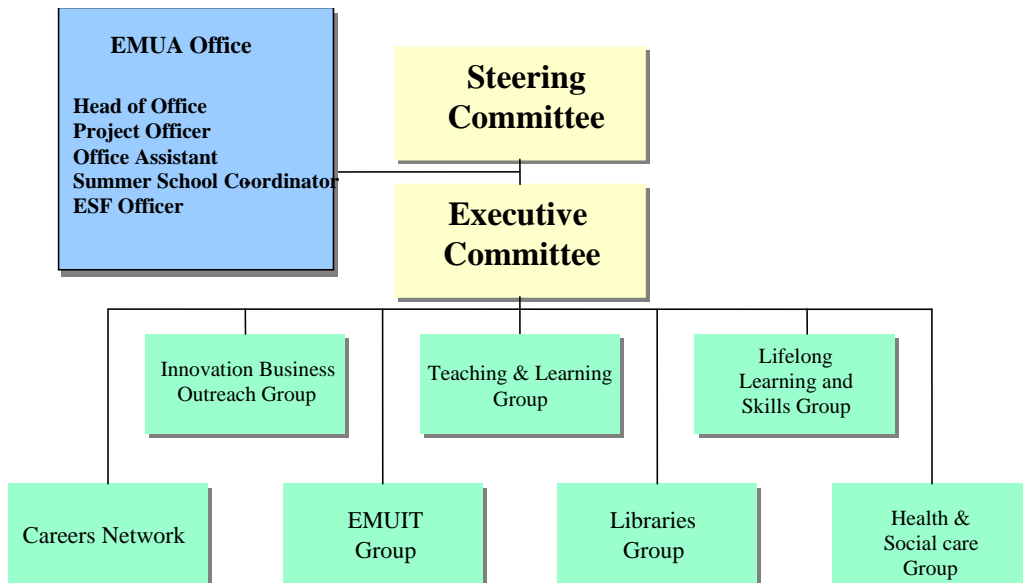 EMUA Office
Head of Office
Project Officer
Office Assistant
Summer School Coordinator
ESF Officer
Steering
Committee
Executive
Committee
Innovation Business
Outreach Group
Teaching & Learning
Group
Lifelong
Learning and
Skills Group
Careers Network
EMUIT
Group
Libraries
Group
Health &
Social care
Group